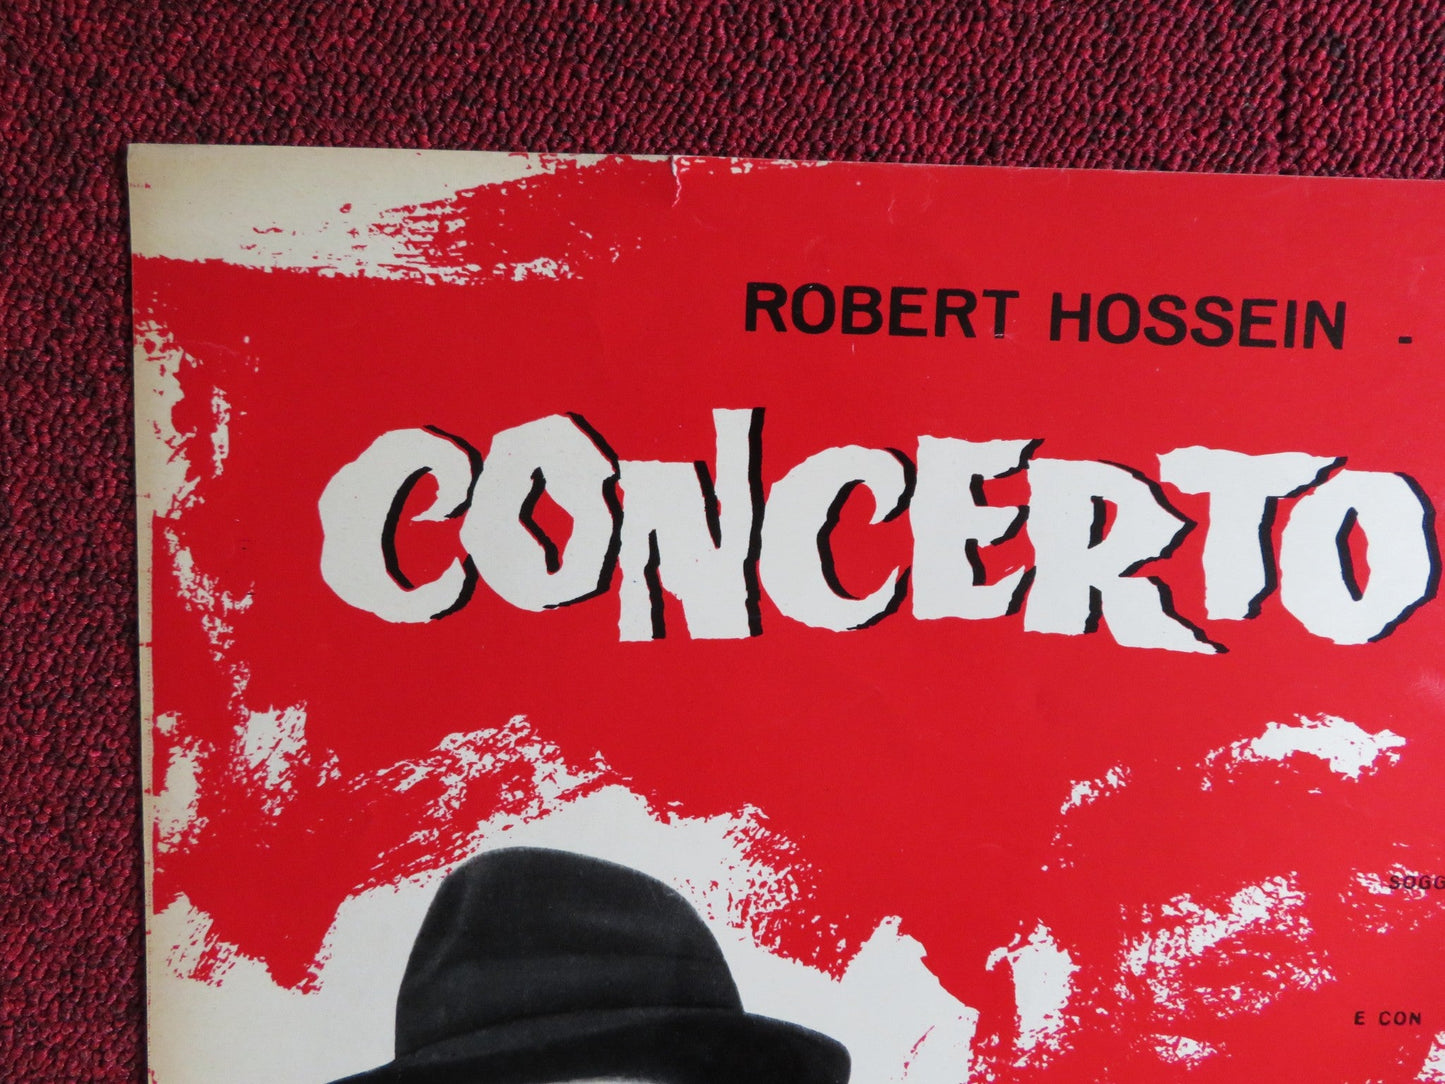 ROBERT HOSSEIN -
CONCERTO
SOGG
E CON